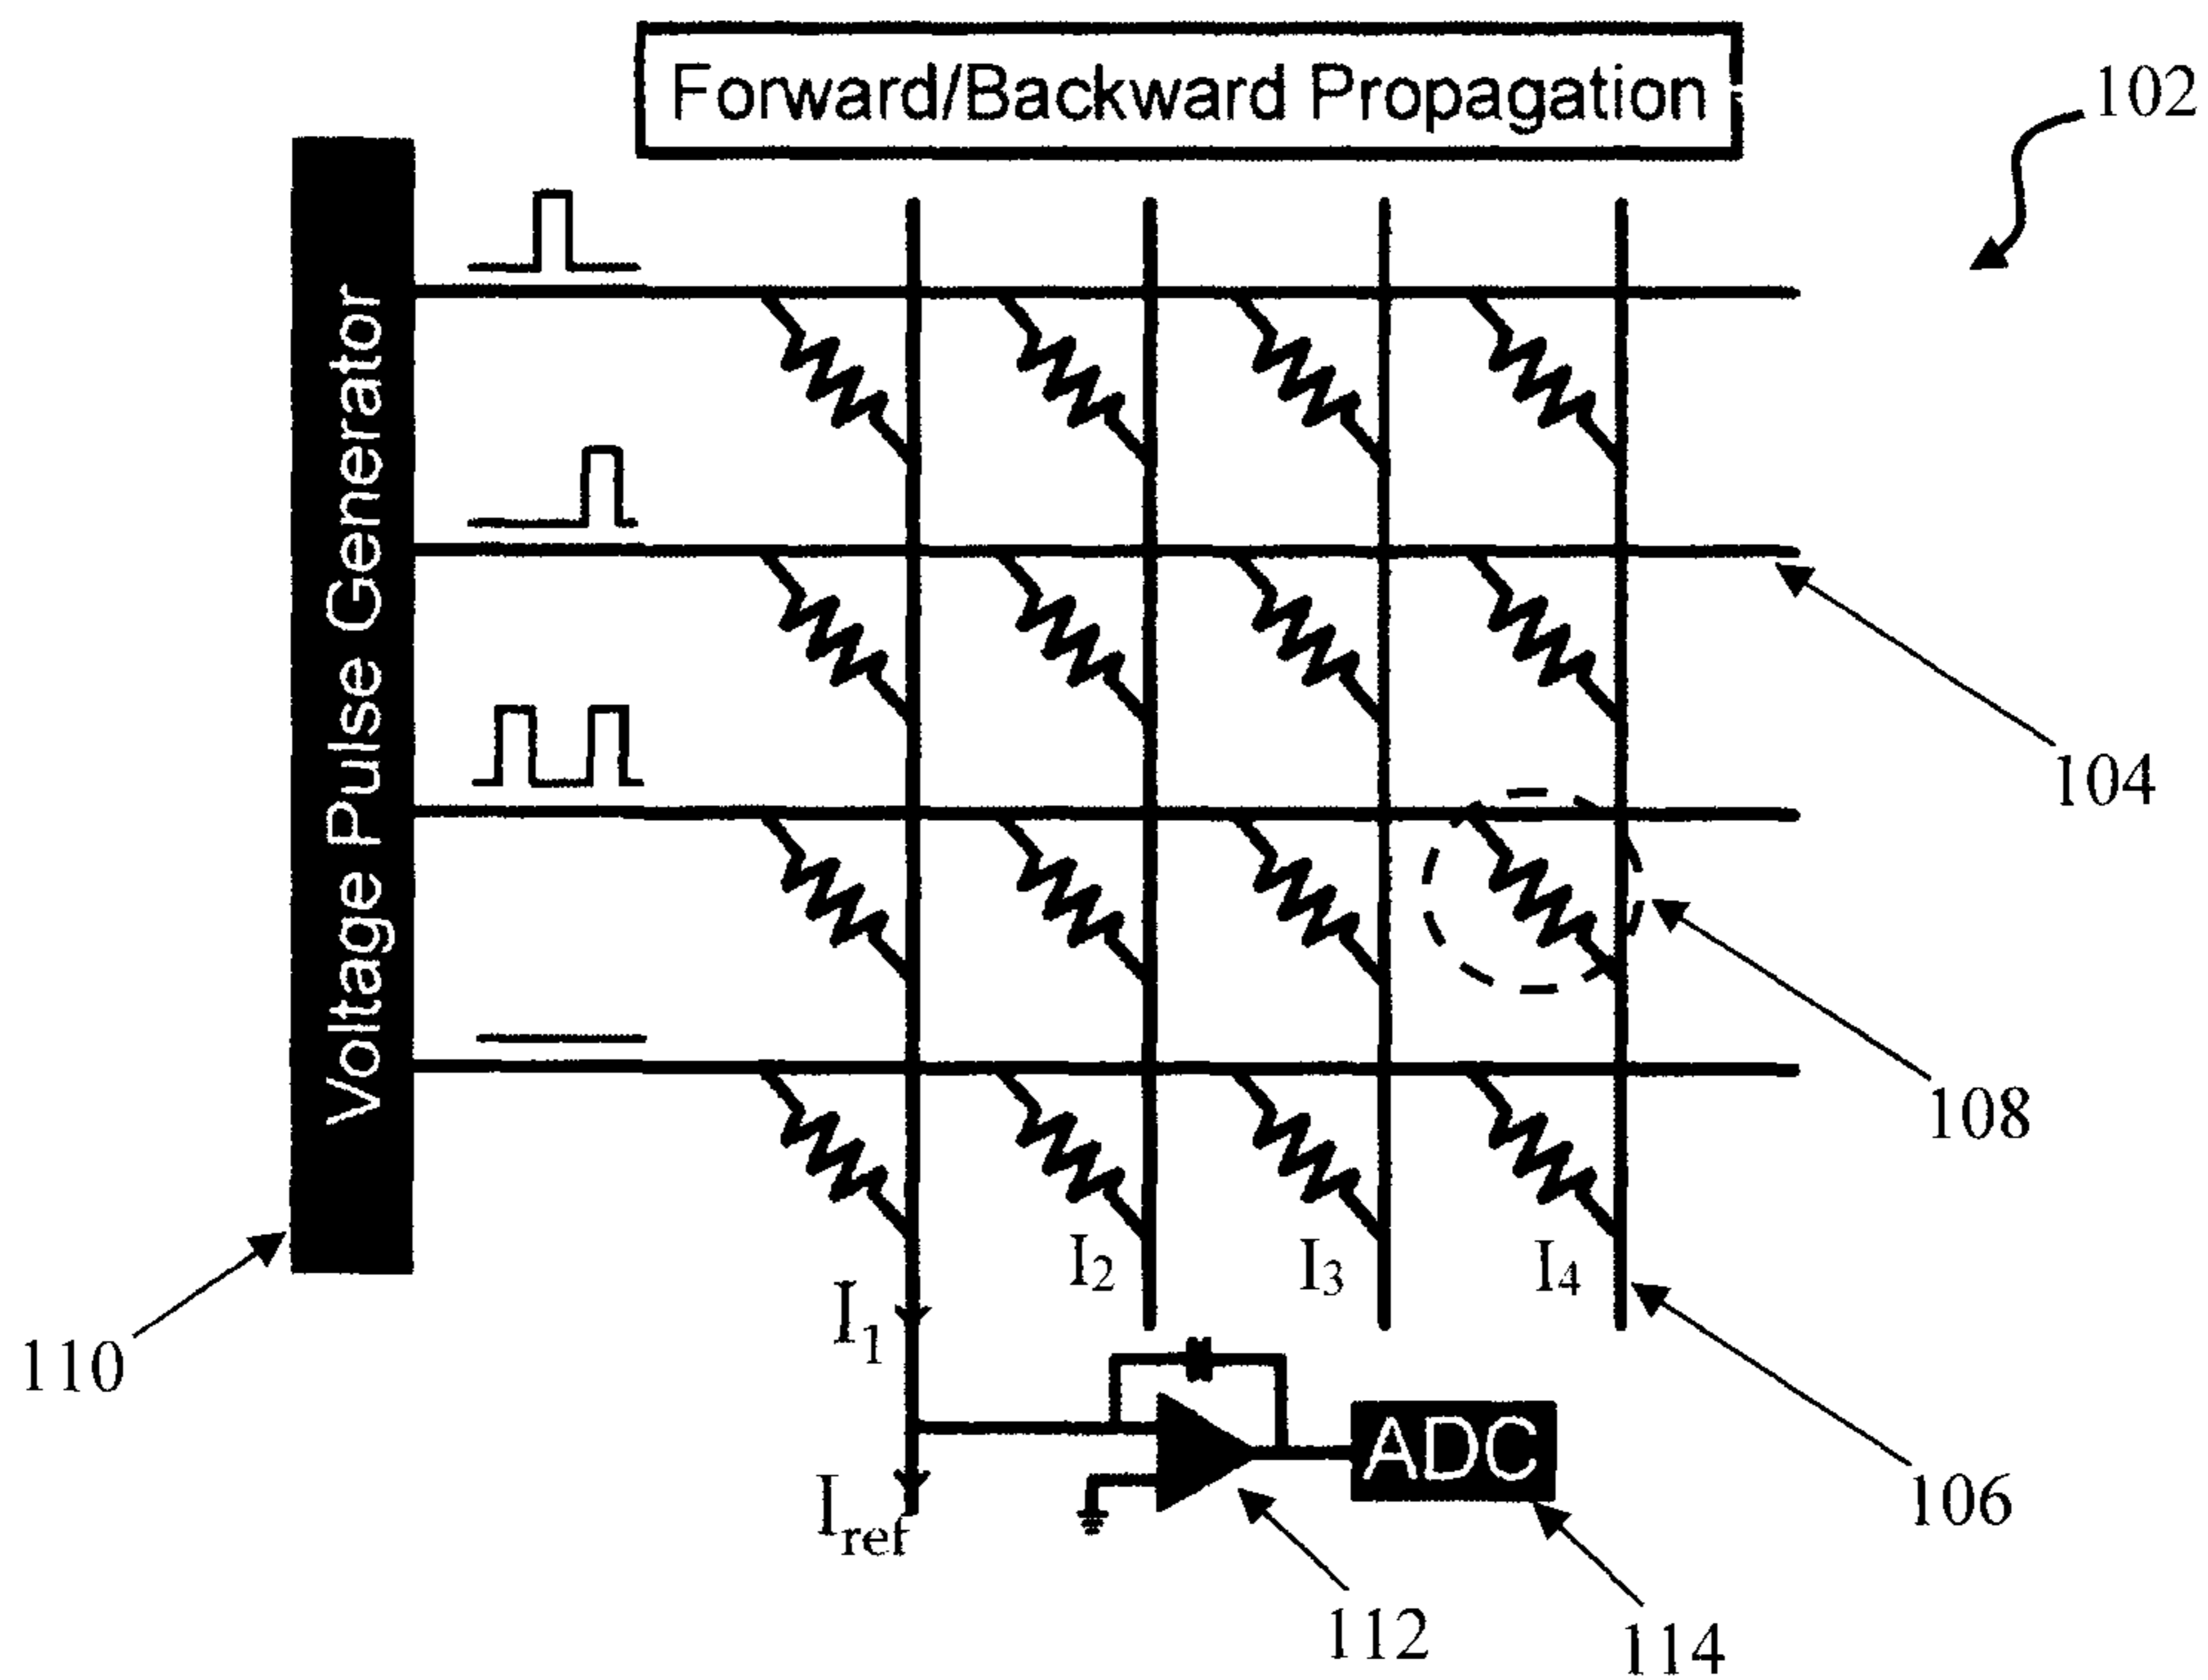 Forward/Backward Propagation
102
Voltage Pulse Generator
104
108
110
I1
I2
I3
I4
106
Iref
ADC
112
114